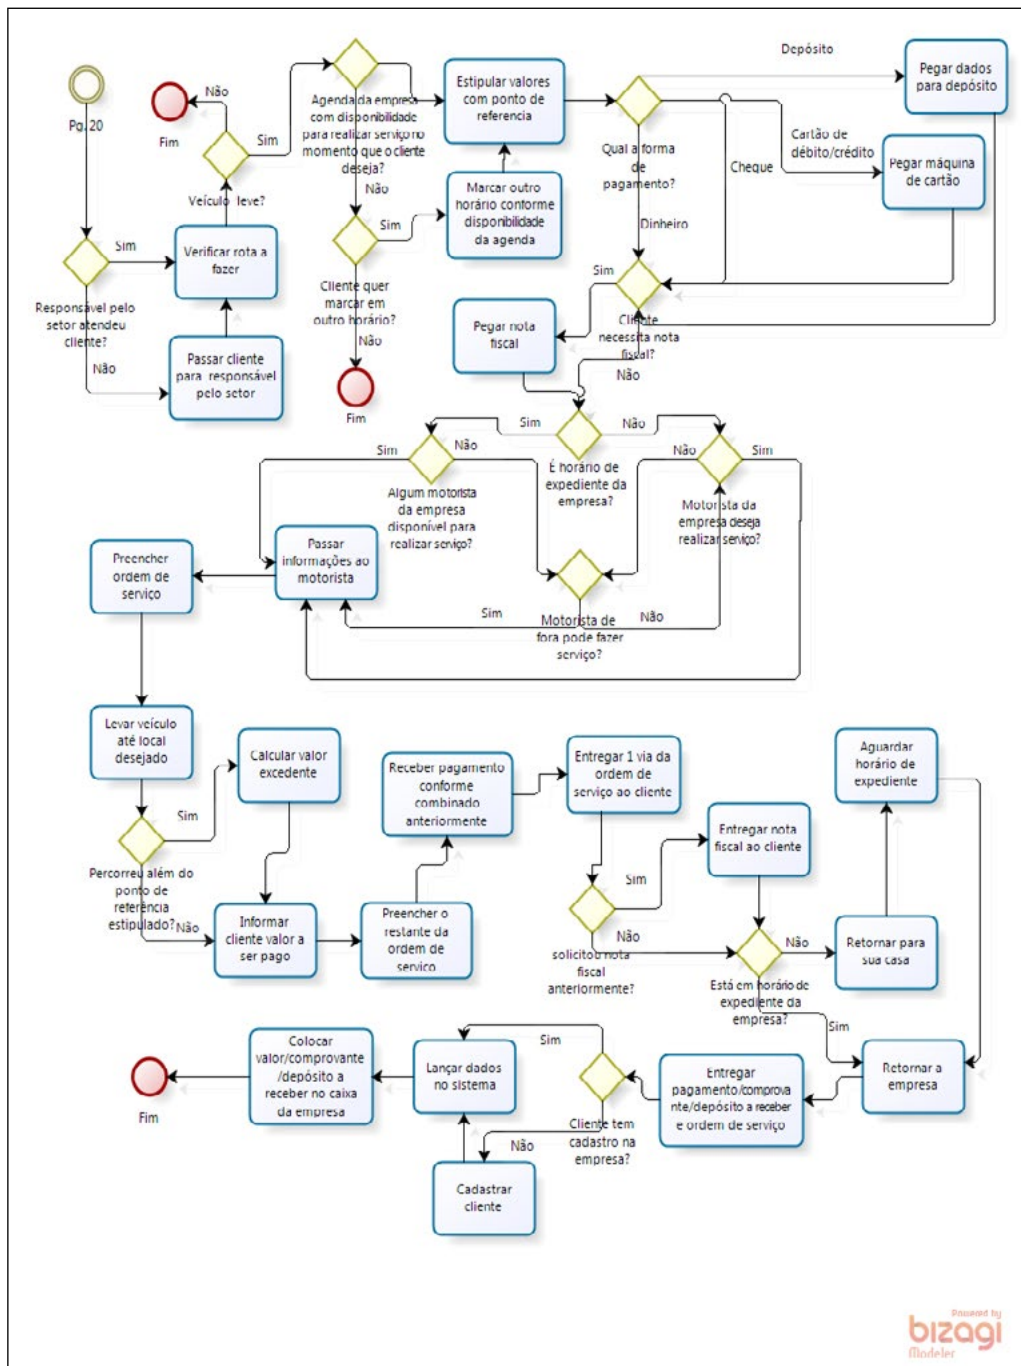 Pg. 20
Não
Fim
Sim
Veículo leve?
Sim
Responsável pelo
setor atendeu
cliente?
Não
Verificar rota a
fazer
Passar cliente
para responsável
pelo setor
Agenda da empresa
com disponibilidade
para realizar serviço no
momento que o cliente
deseja?
Não
Sim
Cliente quer
marcar em
outro horário?
Não
Fim
Estipular valores
com ponto de
referencia
Marcar outro
horário conforme
disponibilidade
da agenda
Qual a forma
de
pagamento?
Depósito
Pegar dados
para depósito
Cartão de
débito/crédito
Cheque
Pegar máquina
de cartão
Dinheiro
Sim
Cliente
necessita nota
fiscal?
Não
Pegar nota
fiscal
Sim
Não
É horário de
expediente da
empresa?
Sim
Não
Algum motorista
da empresa
disponível para
realizar serviço?
Não
Sim
Motorista da
empresa deseja
realizar serviço?
Passar
informações ao
motorista
Sim
Não
Motorista de
fora pode fazer
serviço?
Preencher
ordem de
serviço
Levar veículo
até local
desejado
Sim
Percorreu além do
ponto de
referência
estipulado?
Não
Calcular valor
excedente
Informar
cliente valor a
ser pago
Preencher o
restante da
ordem de
serviço
Receber pagamento
conforme
combinado
anteriormente
Entregar 1 via da
ordem de
serviço ao cliente
Sim
Não
solicitou nota
fiscal
anteriormente?
Entregar nota
fiscal ao cliente
Não
Está em horário de
expediente da
empresa?
Sim
Retornar para
sua casa
Aguardar
horário de
expediente
Retornar a
empresa
Entregar
pagamento/comprova
nte/depósito a receber
e ordem de serviço
Sim
Cliente tem
cadastro na
empresa?
Não
Cadastrar
cliente
Lançar dados
no sistema
Colocar
valor/comprovante
/depósito a
receber no caixa
da empresa
Fim
Powered by
bizagi
Modeler